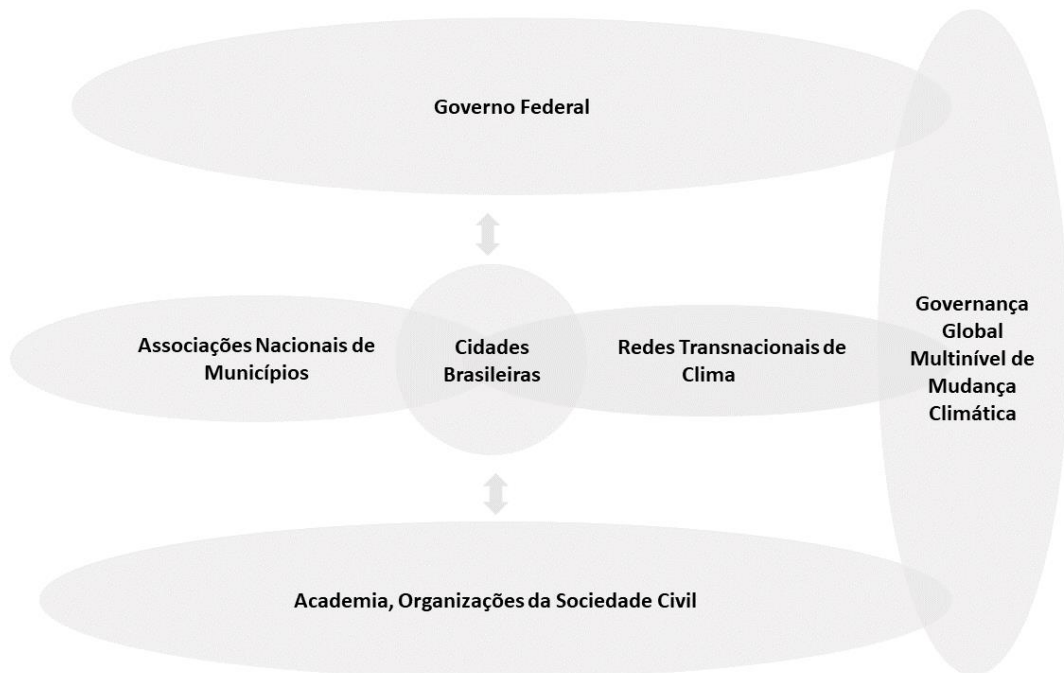 Governo Federal
Associações Nacionais de
Municípios
Cidades
Brasileiras
Redes Transnacionais de
Clima
Governança
Global
Multinível de
Mudança
Climática
Academia, Organizações da Sociedade Civil